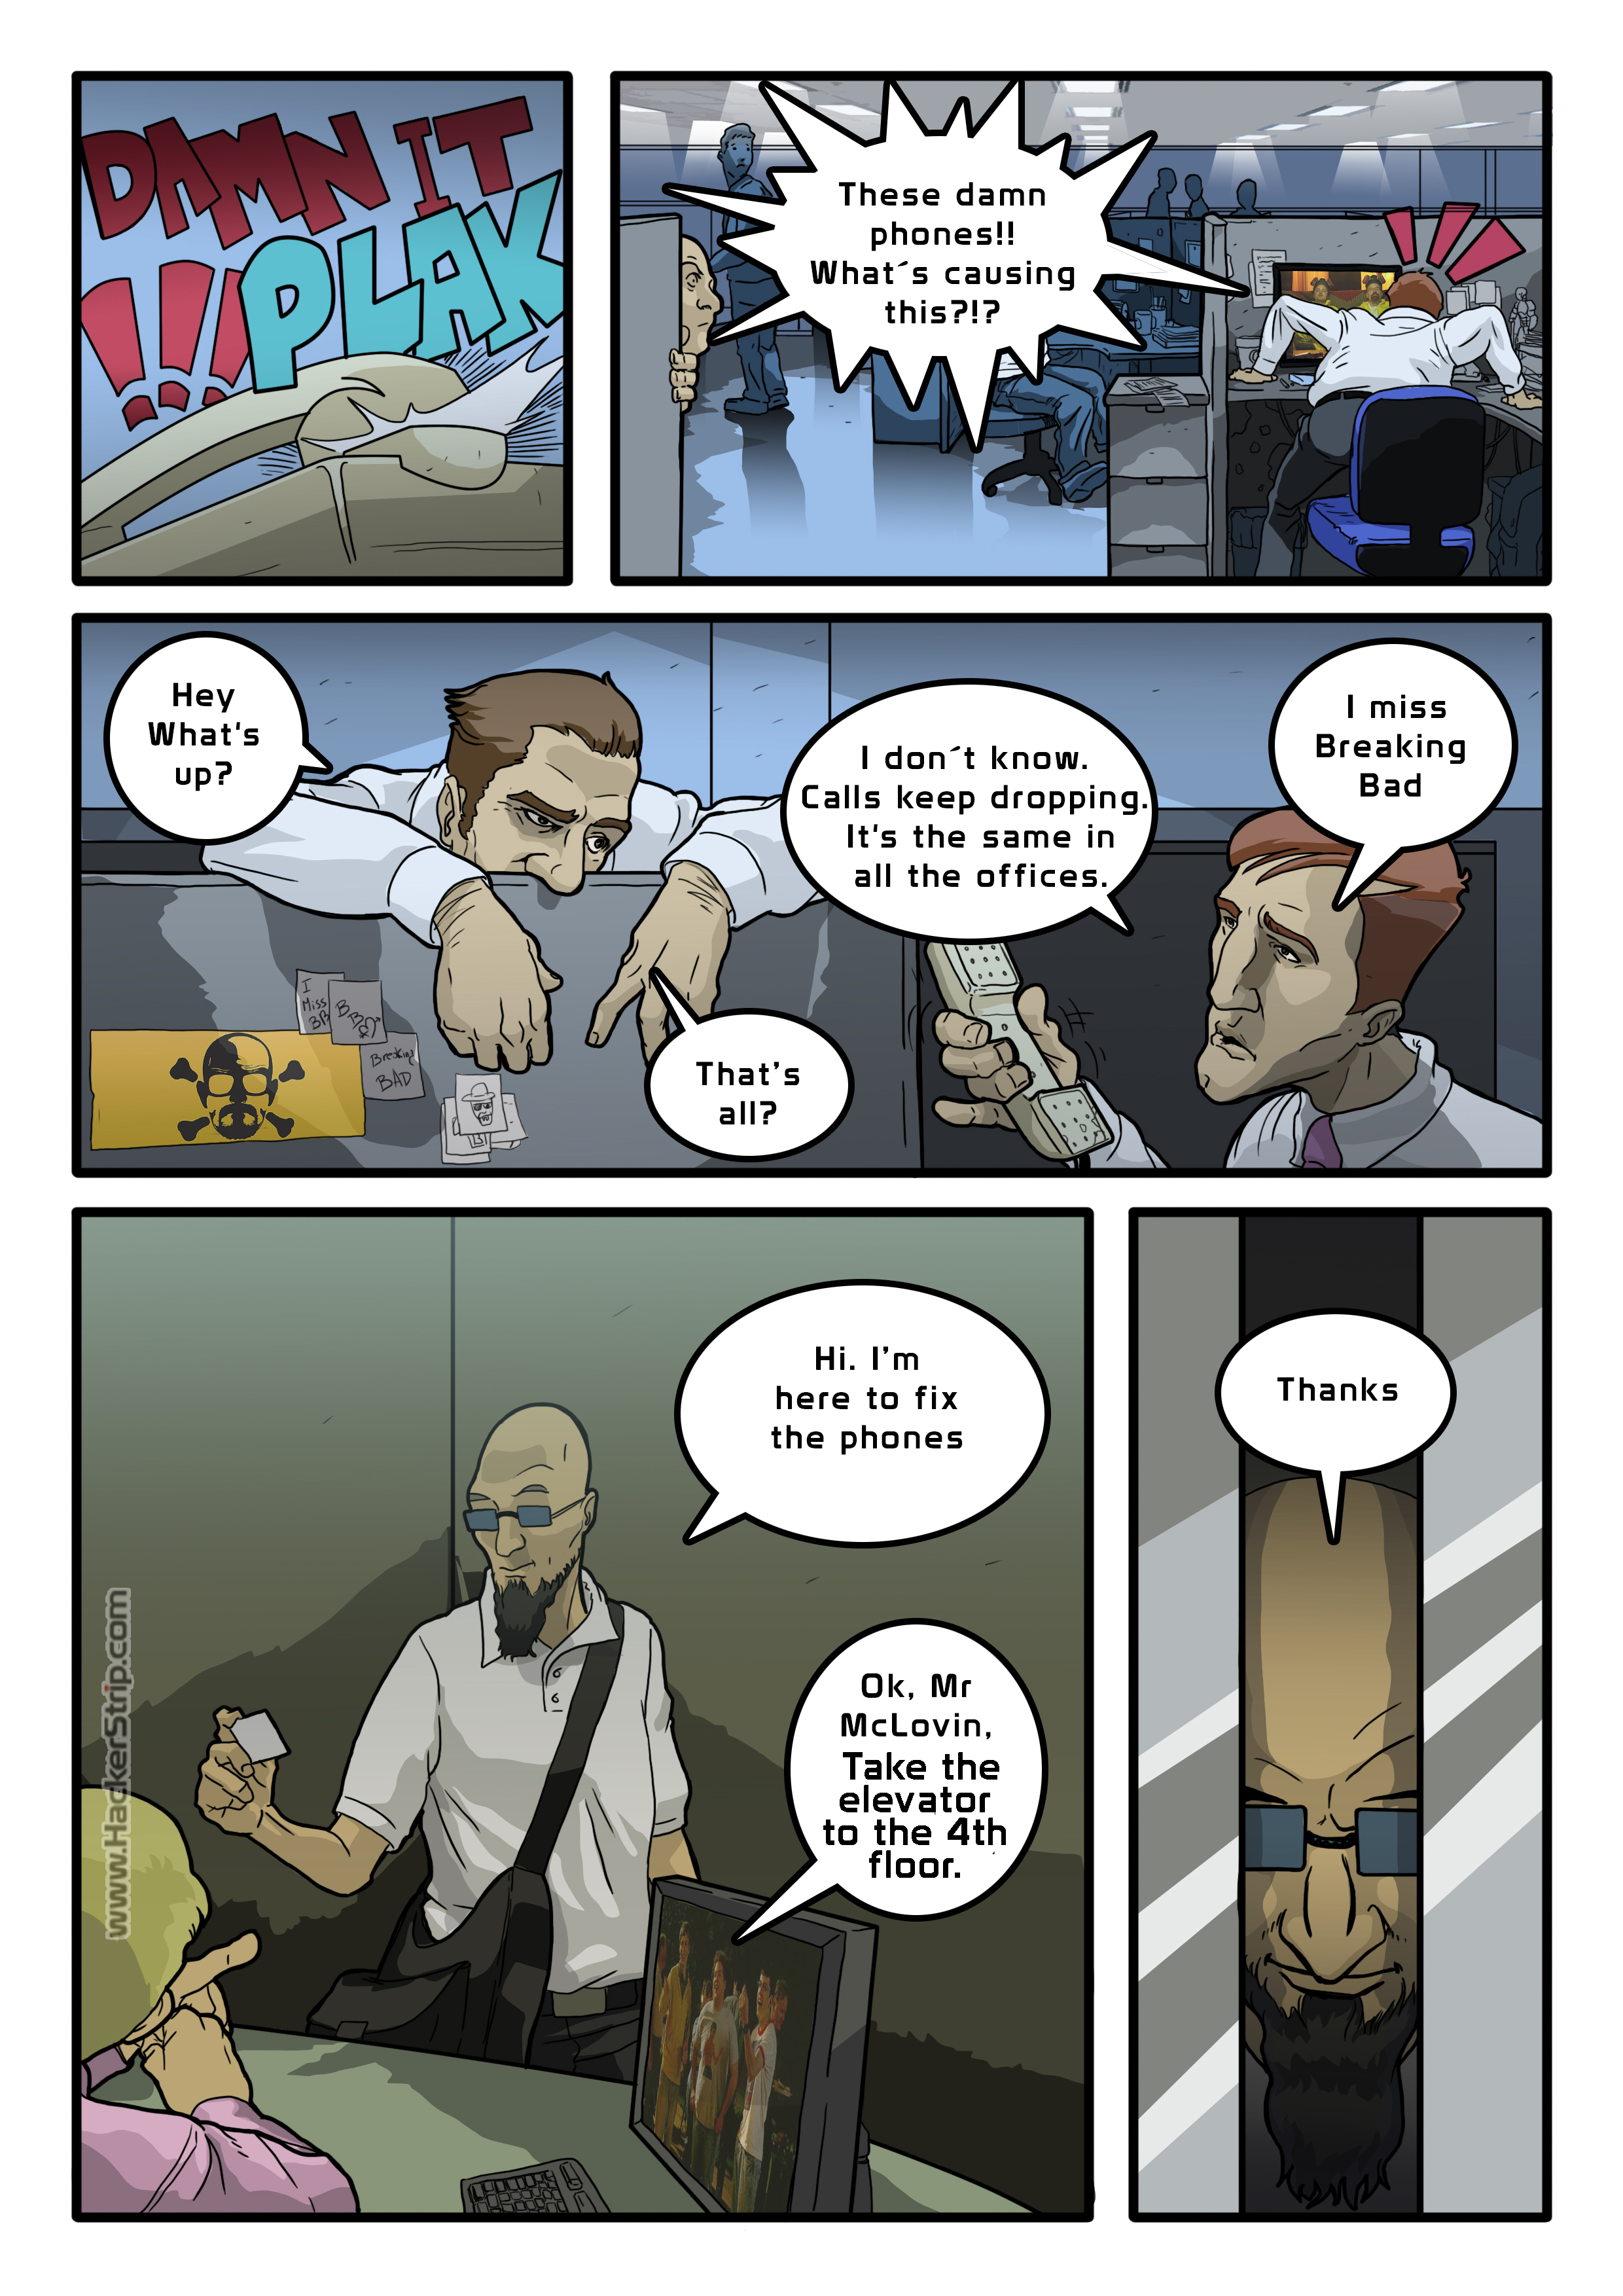 DAMN IT
!!!
PLAK
These damn
phones!!
What´s causing
this?!?
Hey
What's
up?
I don´t know.
Calls keep dropping.
It's the same in
all the offices.
I miss
Breaking
Bad
I
Miss
BB
Breaking
BAD
That's
all?
Hi. I'm
here to fix
the phones
Ok, Mr
McLovin,
Take the
elevator
to the 4th
floor.
Thanks
www.HackerStrip.com